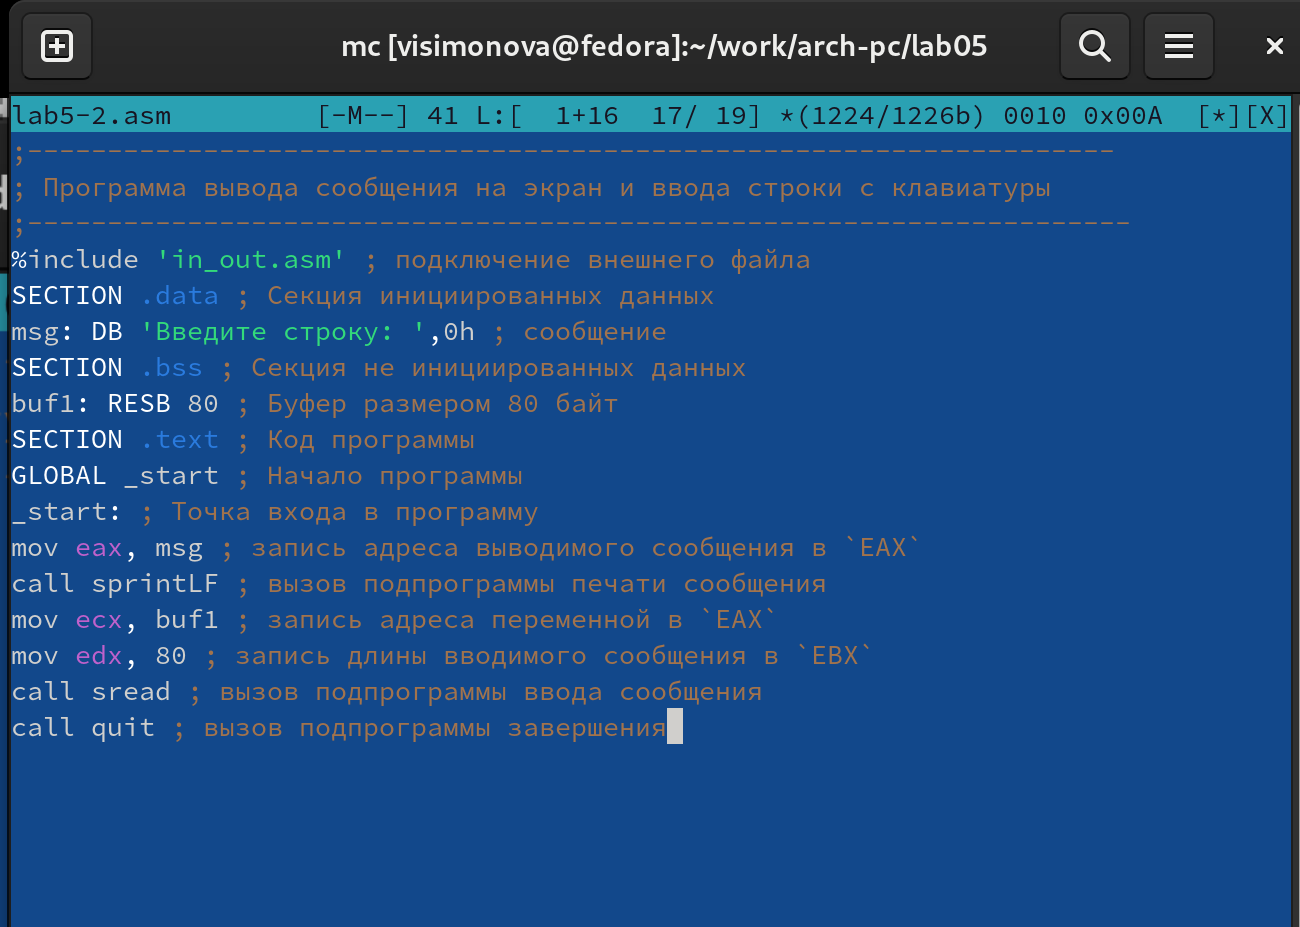 mc [visimonova@fedora]:~/work/arch-pc/lab05
lab5-2.asm [-M--] 41 L:[ 1+16 17/ 19] *(1224/1226b) 0010 0x00A [*][X]
;--------------------------------------------------------------------
; Программа вывода сообщения на экран и ввода строки с клавиатуры
;---------------------------------------------------------------------
%include 'in_out.asm' ; подключение внешнего файла
SECTION .data ; Секция инициированных данных
msg: DB 'Введите строку: ',0h ; сообщение
SECTION .bss ; Секция не инициированных данных
buf1: RESB 80 ; Буфер размером 80 байт
SECTION .text ; Код программы
GLOBAL _start ; Начало программы
_start: ; Точка входа в программу
mov eax, msg ; запись адреса выводимого сообщения в `EAX`
call sprintLF ; вызов подпрограммы печати сообщения
mov ecx, buf1 ; запись адреса переменной в `EAX`
mov edx, 80 ; запись длины вводимого сообщения в `EBX`
call sread ; вызов подпрограммы ввода сообщения
call quit ; вызов подпрограммы завершения